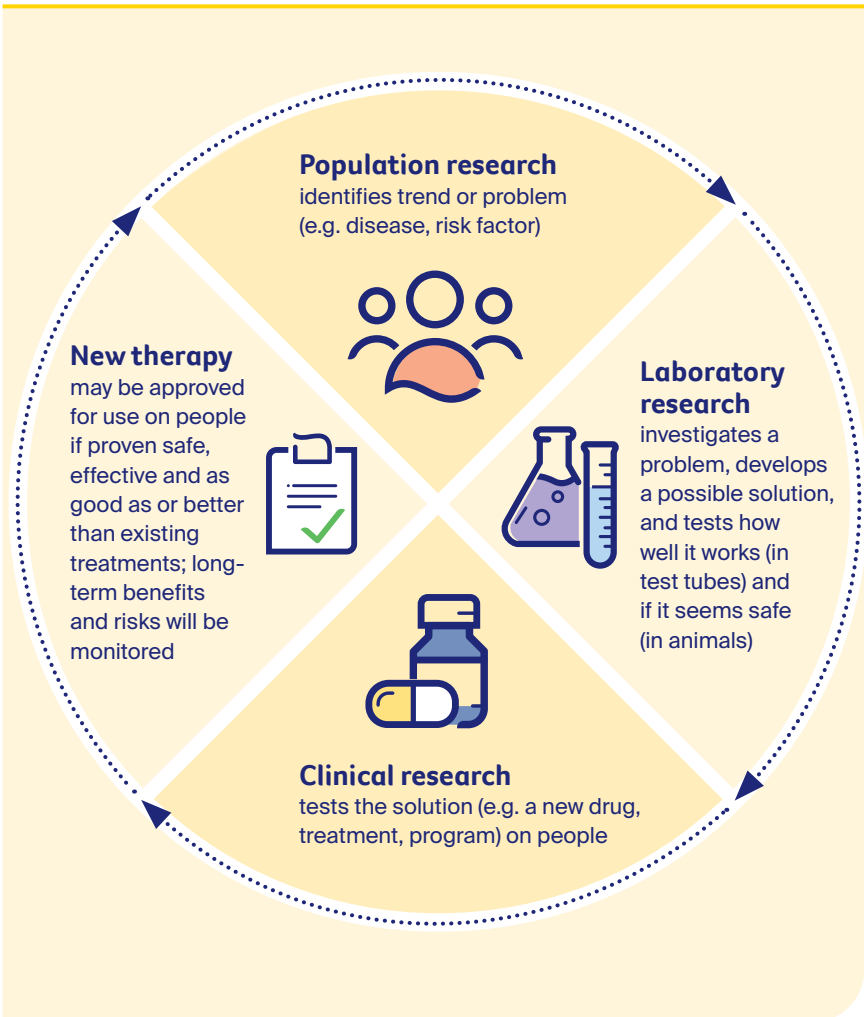 Population research
identifies trend or problem
(e.g. disease, risk factor)
Laboratory
research
investigates a
problem, develops
a possible solution,
and tests how
well it works (in
test tubes) and
if it seems safe
(in animals)
Clinical research
tests the solution (e.g. a new drug,
treatment, program) on people
New therapy
may be approved
for use on people
if proven safe,
effective and as
good as or better
than existing
treatments; long-
term benefits
and risks will be
monitored